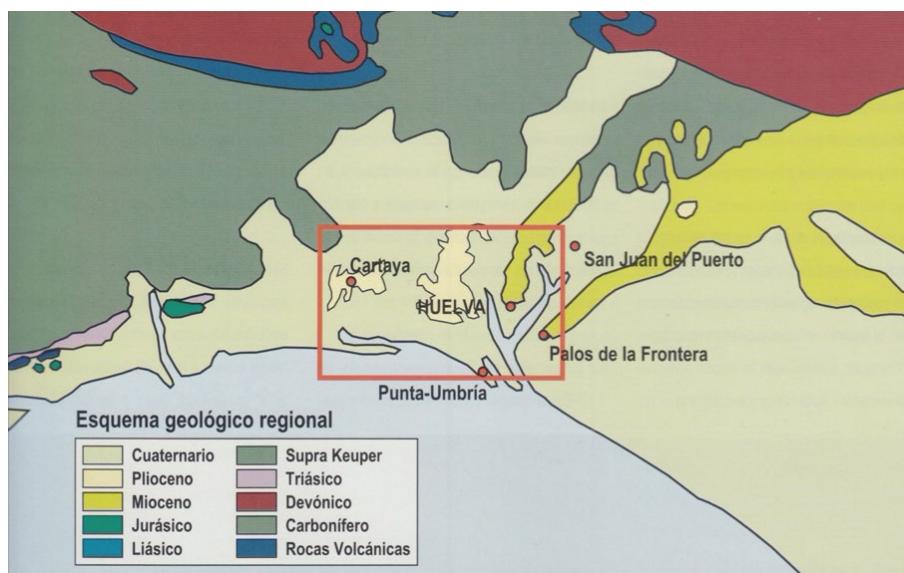 Cartaya
San Juan del Puerto
HUELVA
Palos de la Frontera
Punta-Umbría
Esquema geológico regional
Cuaternario
Plioceno
Mioceno
Jurásico
Liásico
Supra Keuper
Triásico
Devónico
Carbonífero
Rocas Volcánicas